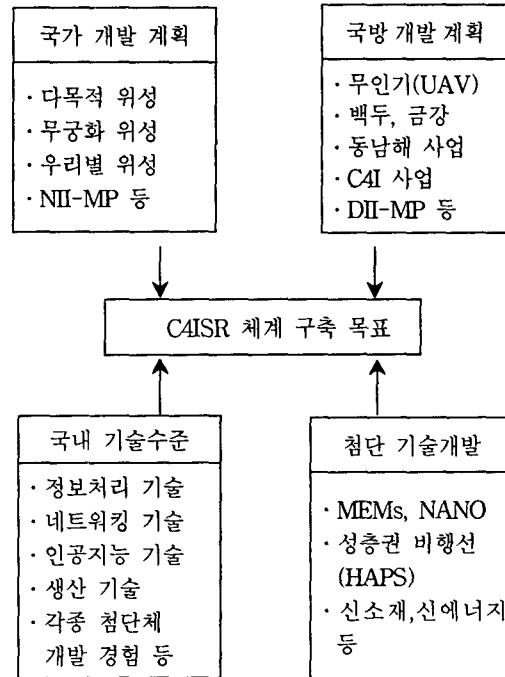 국가 개발 계획
· 다목적 위성
· 무궁화 위성
· 우리별 위성
· NII-MP 등
국방 개발 계획
· 무인기(UAV)
· 백두, 금강
· 동남해 사업
· C4I 사업
· DII-MP 등
C4ISR 체계 구축 목표
국내 기술수준
· 정보처리 기술
· 네트워킹 기술
· 인공지능 기술
· 생산 기술
· 각종 첨단체
개발 경험 등
첨단 기술개발
· MEMs, NANO
· 성층권 비행선
(HAPS)
· 신소재,신에너지
등